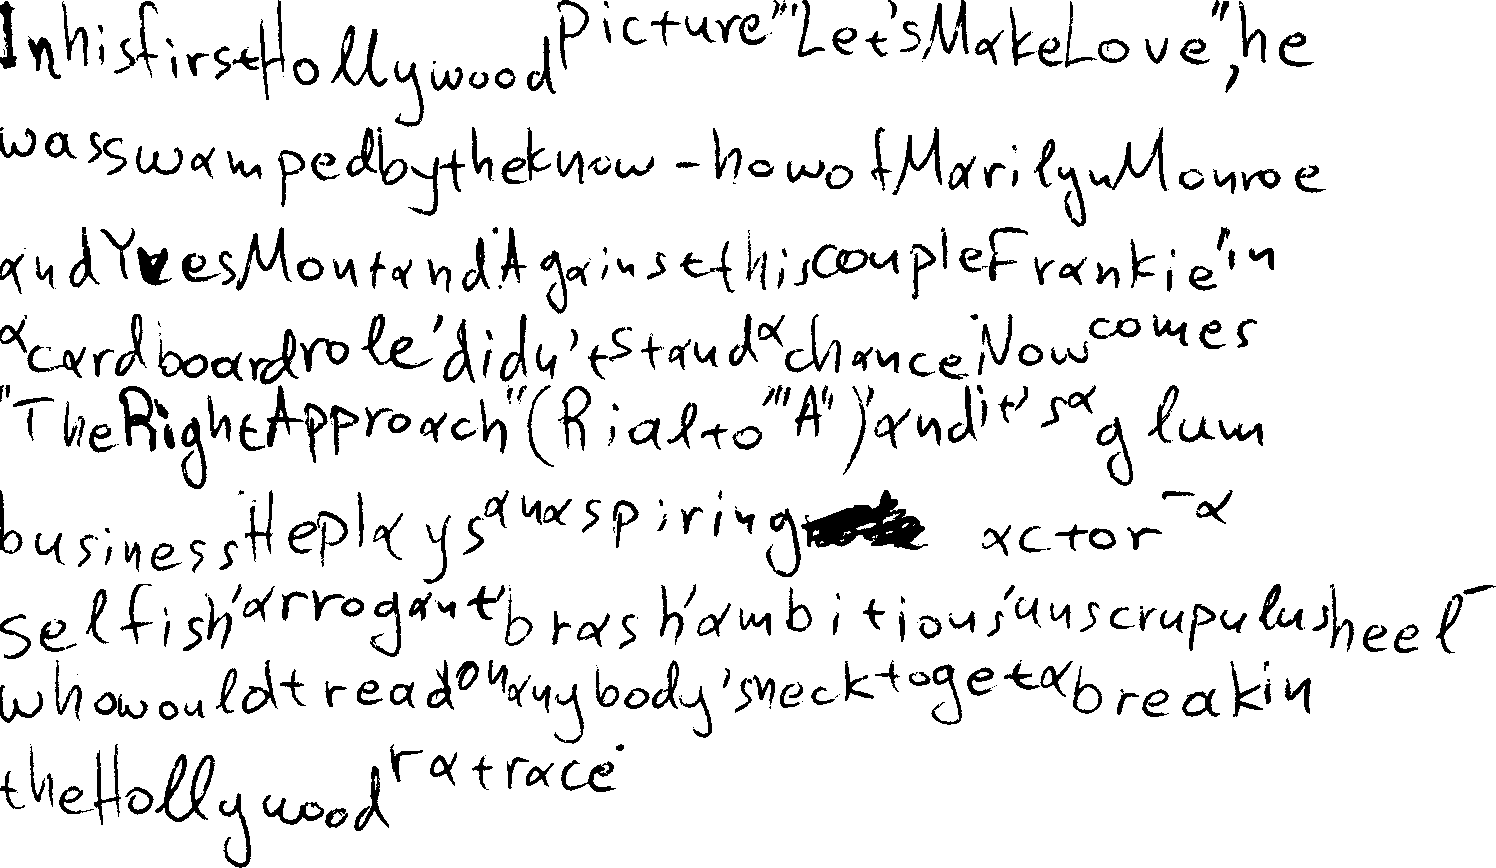 In his first Hollywood picture, "Let's Make Love", he
was swamped by the know-how of Marilyn Monroe
and Yves Montand. Against this couple Frankie, in
a cardboard role, didn't stand a chance. Now comes
"The Right Approach" (Rialto, "A"), and it's a glum
business. He plays an aspiring actor - a
selfish, arrogant, brash, ambitious, unscrupulus heel -
who would tread on anybody's neck to get a break in
the Hollywood rat race.